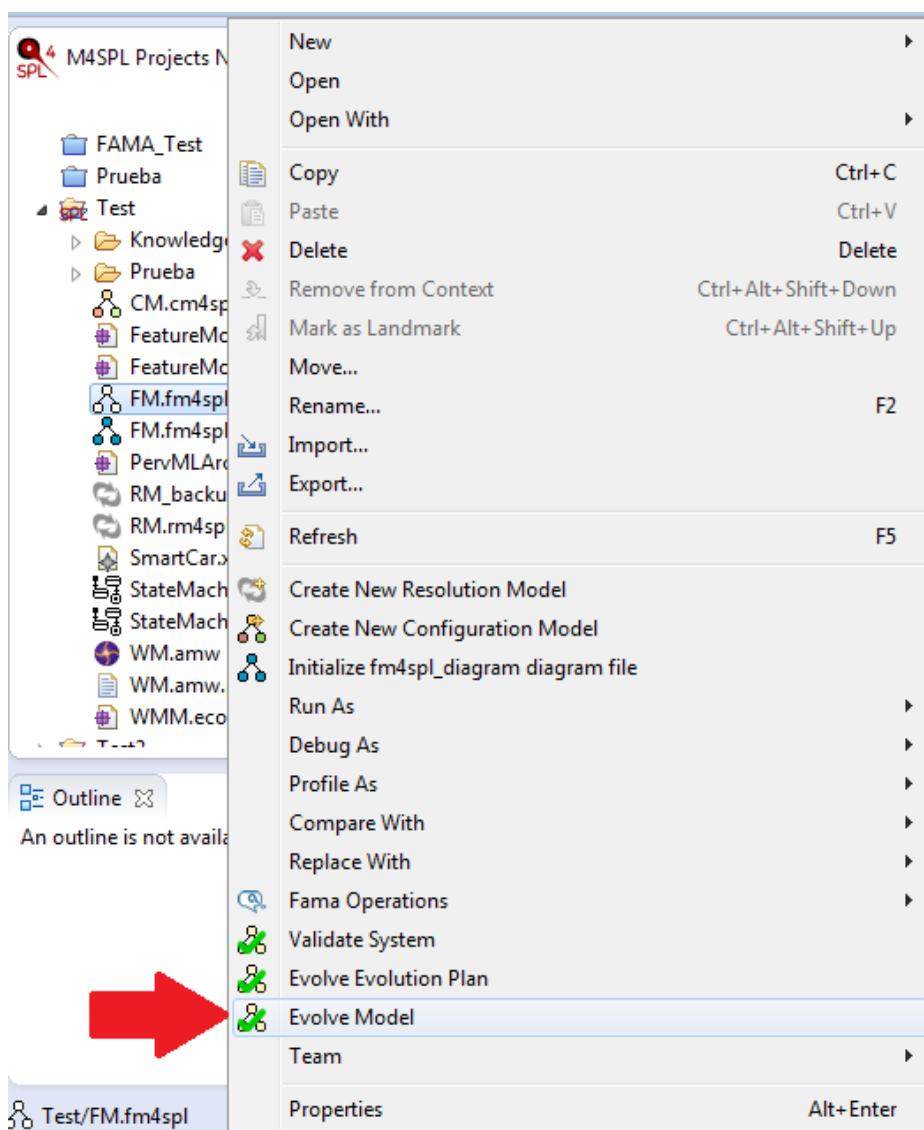 4
SPL
M4SPL Projects N
FAMA_Test
Prueba
Test
Knowledg
Prueba
CM.cm4sp
FeatureMo
FeatureMo
FM.fm4spl
FM.fm4spl
PervMLArc
RM_backu
RM.rm4sp
SmartCar.x
StateMach
StateMach
WM.amw
WM.amw.
WMM.eco
Test2
Outline
An outline is not availa
Test/FM.fm4spl
New
Open
Open With
Copy Ctrl+C
Paste Ctrl+V
Delete Delete
Remove from Context Ctrl+Alt+Shift+Down
Mark as Landmark Ctrl+Alt+Shift+Up
Move...
Rename... F2
Import...
Export...
Refresh F5
Create New Resolution Model
Create New Configuration Model
Initialize fm4spl_diagram diagram file
Run As
Debug As
Profile As
Compare With
Replace With
Fama Operations
Validate System
Evolve Evolution Plan
Evolve Model
Team
Properties Alt+Enter